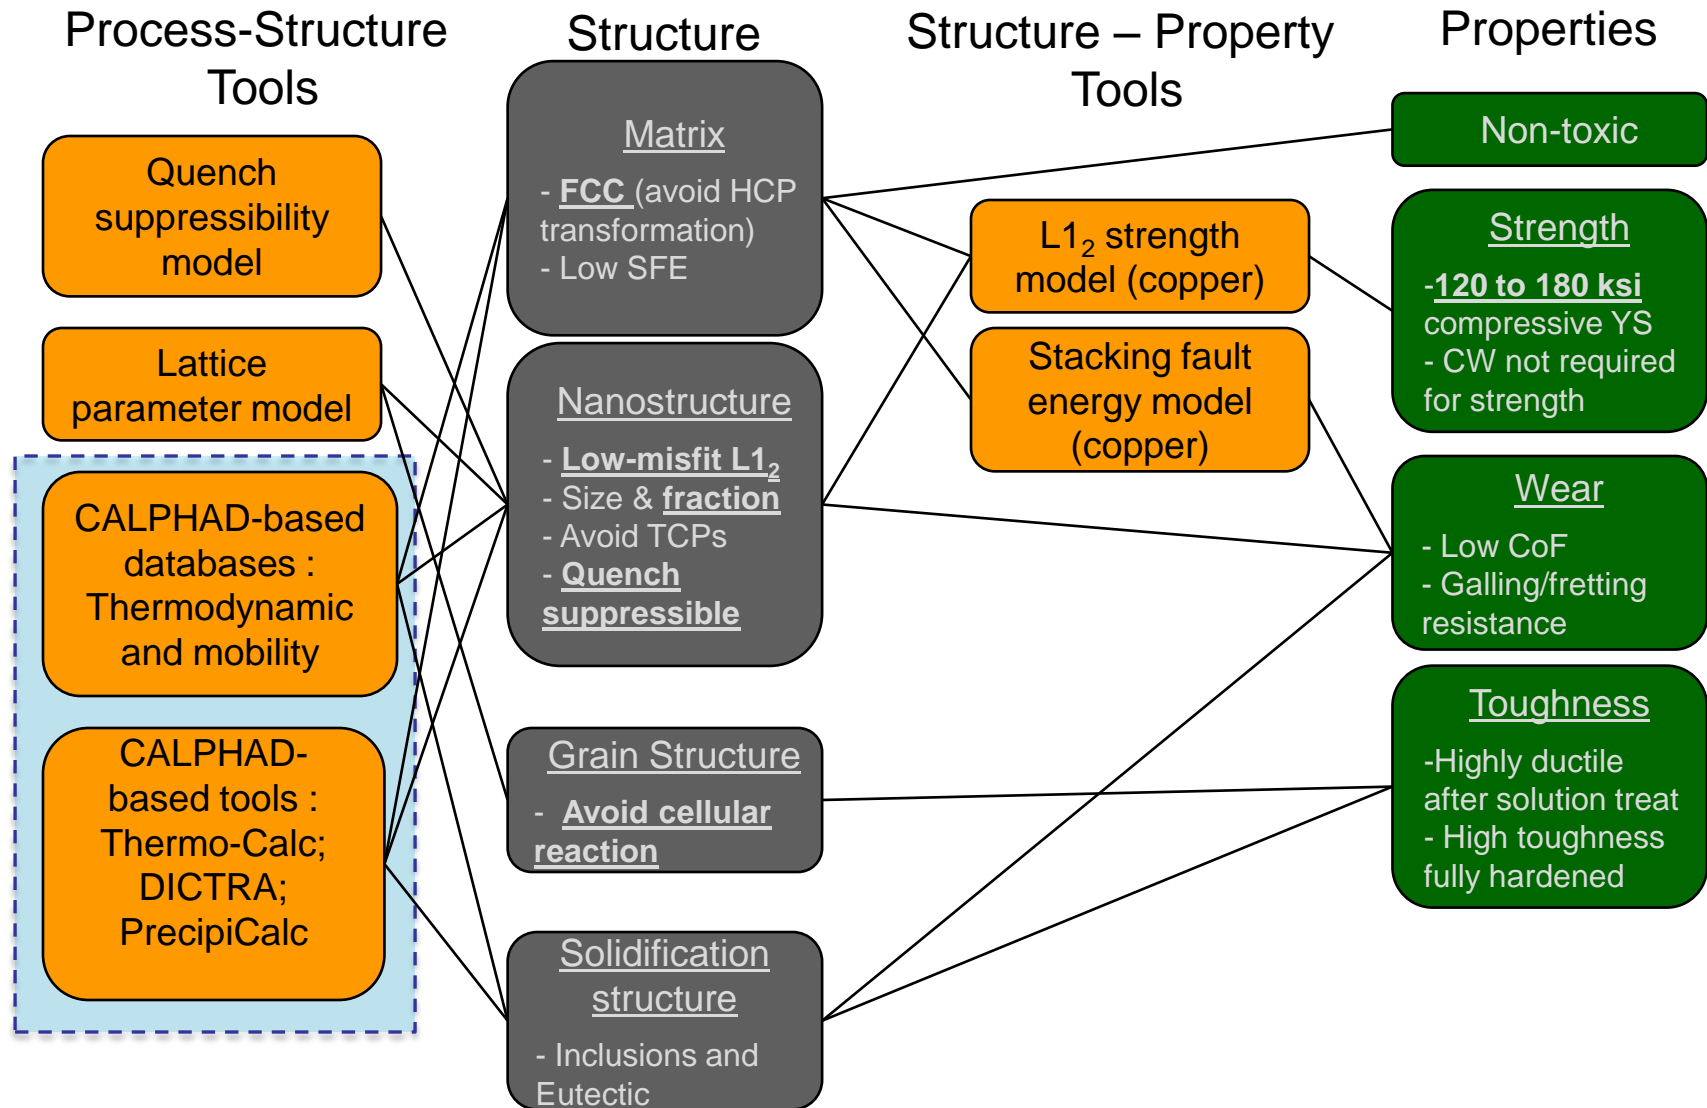 Process-Structure
Tools
Structure
Structure – Property
Tools
Properties
Quench
suppressibility
model
Lattice
parameter model
CALPHAD-based
databases :
Thermodynamic
and mobility
CALPHAD-
based tools :
Thermo-Calc;
DICTRA;
PrecipiCalc
Matrix
- FCC (avoid HCP
transformation)
- Low SFE
Nanostructure
- Low-misfit L1₂
- Size & fraction
- Avoid TCPs
- Quench
suppressible
Grain Structure
- Avoid cellular
reaction
Solidification
structure
- Inclusions and
Eutectic
L1₂ strength
model (copper)
Stacking fault
energy model
(copper)
Non-toxic
Strength
-120 to 180 ksi
compressive YS
- CW not required
for strength
Wear
- Low CoF
- Galling/fretting
resistance
Toughness
-Highly ductile
after solution treat
- High toughness
fully hardened